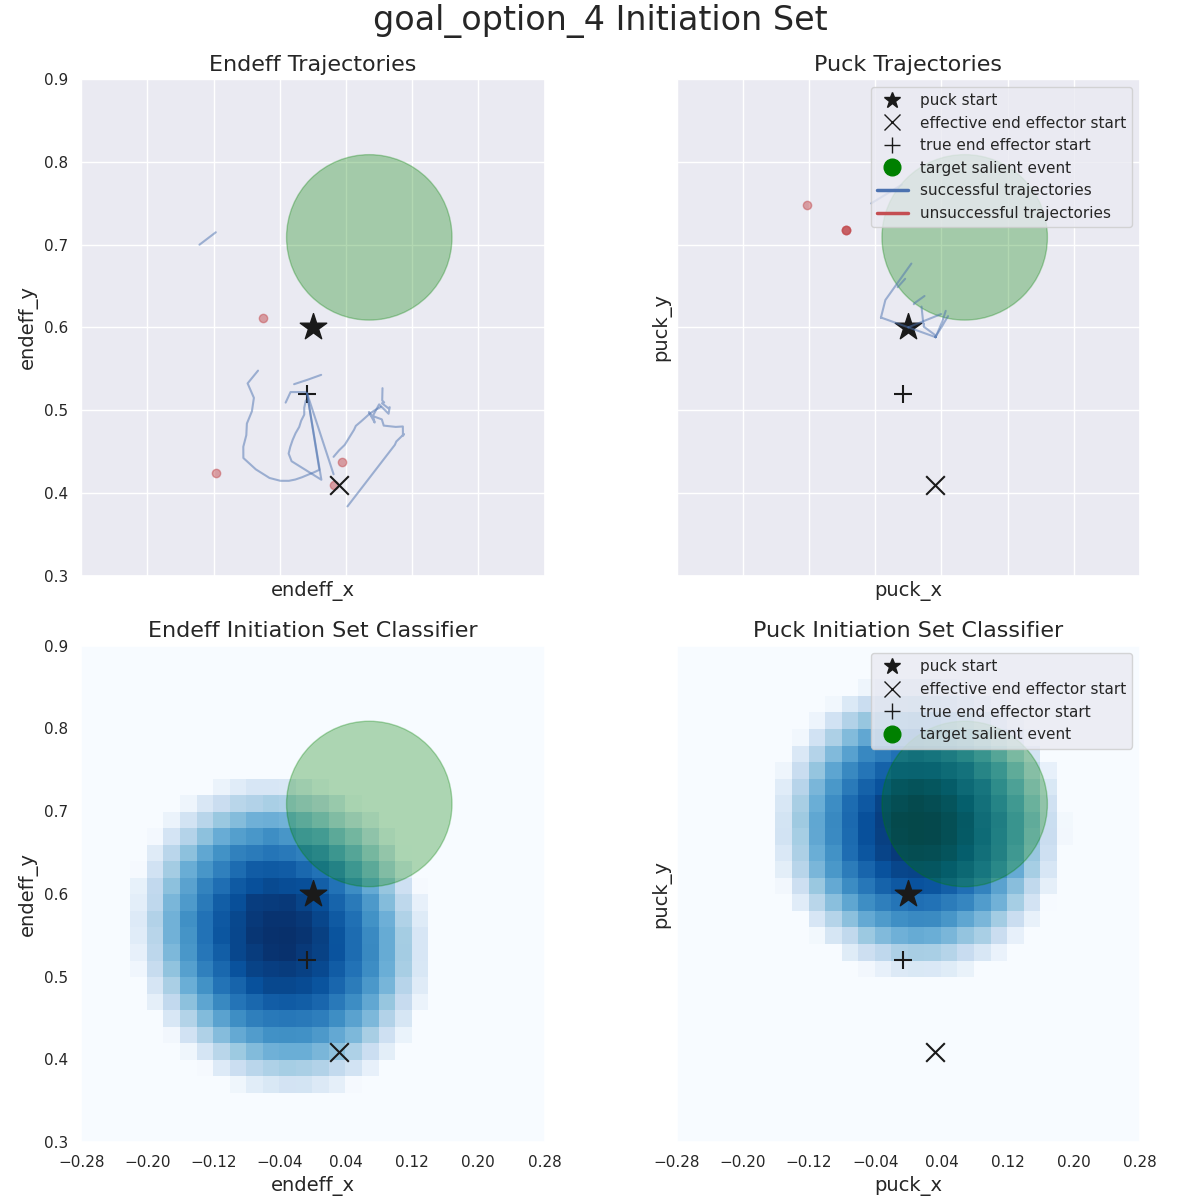 goal_option_4 Initiation Set
Endeff Trajectories
0.9
0.8
0.7
0.6
0.5
0.4
0.3
endeff_y
endeff_x
Puck Trajectories
puck start
effective end effector start
true end effector start
target salient event
successful trajectories
unsuccessful trajectories
puck_y
puck_x
Endeff Initiation Set Classifier
0.9
0.8
0.7
0.6
0.5
0.4
0.3
endeff_y
−0.28 −0.20 −0.12 −0.04 0.04 0.12 0.20 0.28
endeff_x
Puck Initiation Set Classifier
puck start
effective end effector start
true end effector start
target salient event
puck_y
−0.28 −0.20 −0.12 −0.04 0.04 0.12 0.20 0.28
puck_x